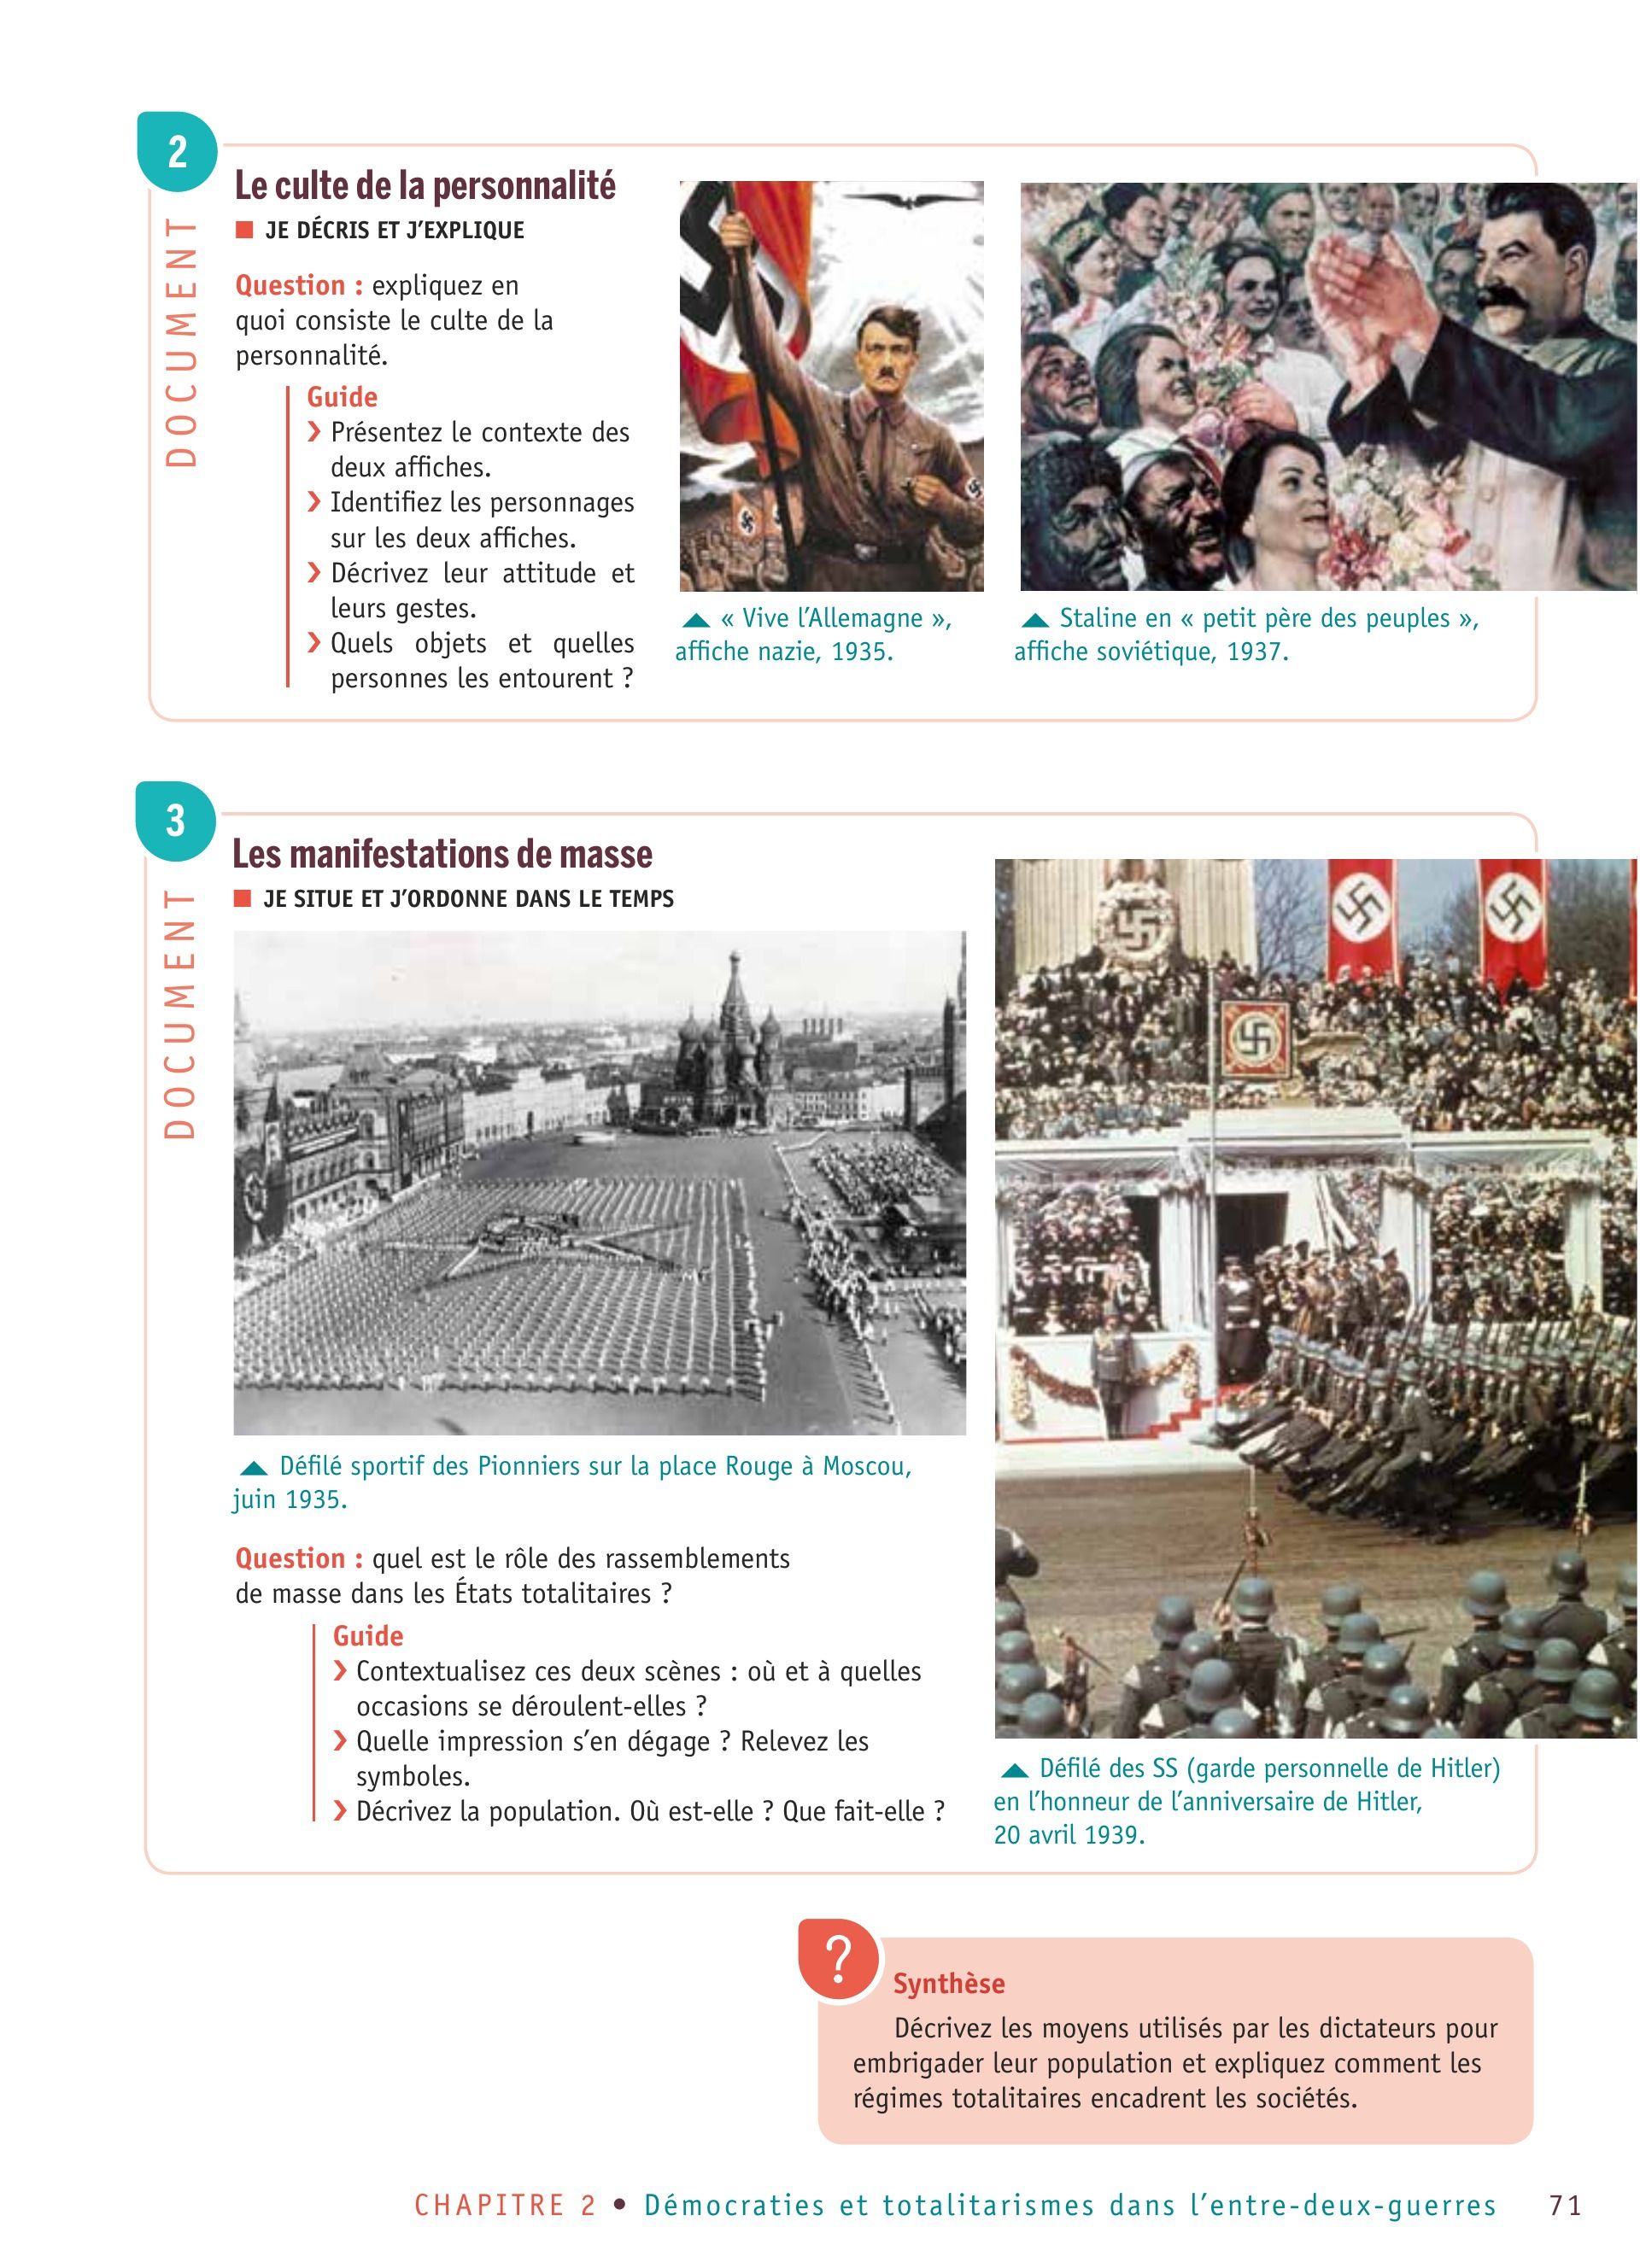 2
DOCUMENT
Le culte de la personnalité
JE DÉCRIS ET J'EXPLIQUE
Question : expliquez en
quoi consiste le culte de la
personnalité.
Guide
❯ Présentez le contexte des
deux affiches.
❯ Identifiez les personnages
sur les deux affiches.
❯ Décrivez leur attitude et
leurs gestes.
❯ Quels objets et quelles
personnes les entourent ?
« Vive l'Allemagne »,
affiche nazie, 1935.
Staline en « petit père des peuples »,
affiche soviétique, 1937.
3
DOCUMENT
Les manifestations de masse
JE SITUE ET J'ORDONNE DANS LE TEMPS
Défilé sportif des Pionniers sur la place Rouge à Moscou,
juin 1935.
Question : quel est le rôle des rassemblements
de masse dans les États totalitaires ?
Guide
❯ Contextualisez ces deux scènes : où et à quelles
occasions se déroulent-elles ?
❯ Quelle impression s'en dégage ? Relevez les
symboles.
❯ Décrivez la population. Où est-elle ? Que fait-elle ?
Défilé des SS (garde personnelle de Hitler)
en l'honneur de l'anniversaire de Hitler,
20 avril 1939.
?
Synthèse
Décrivez les moyens utilisés par les dictateurs pour
embrigader leur population et expliquez comment les
régimes totalitaires encadrent les sociétés.
CHAPITRE 2 • Démocraties et totalitarismes dans l'entre-deux-guerres 71